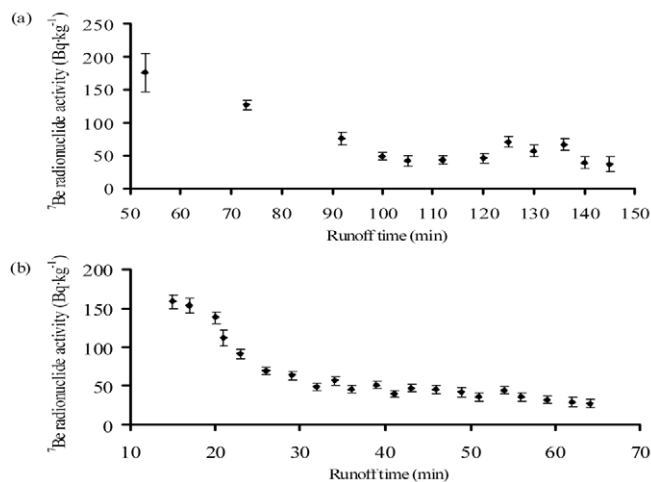 (a)
⁷Be radionuclide activity (Bq·kg⁻¹)
250
200
150
100
50
0
50 60 70 80 90 100 110 120 130 140 150
Runoff time (min)
(b)
⁷Be radionuclide activity (Bq·kg⁻¹)
200
150
100
50
0
10 20 30 40 50 60 70
Runoff time (min)